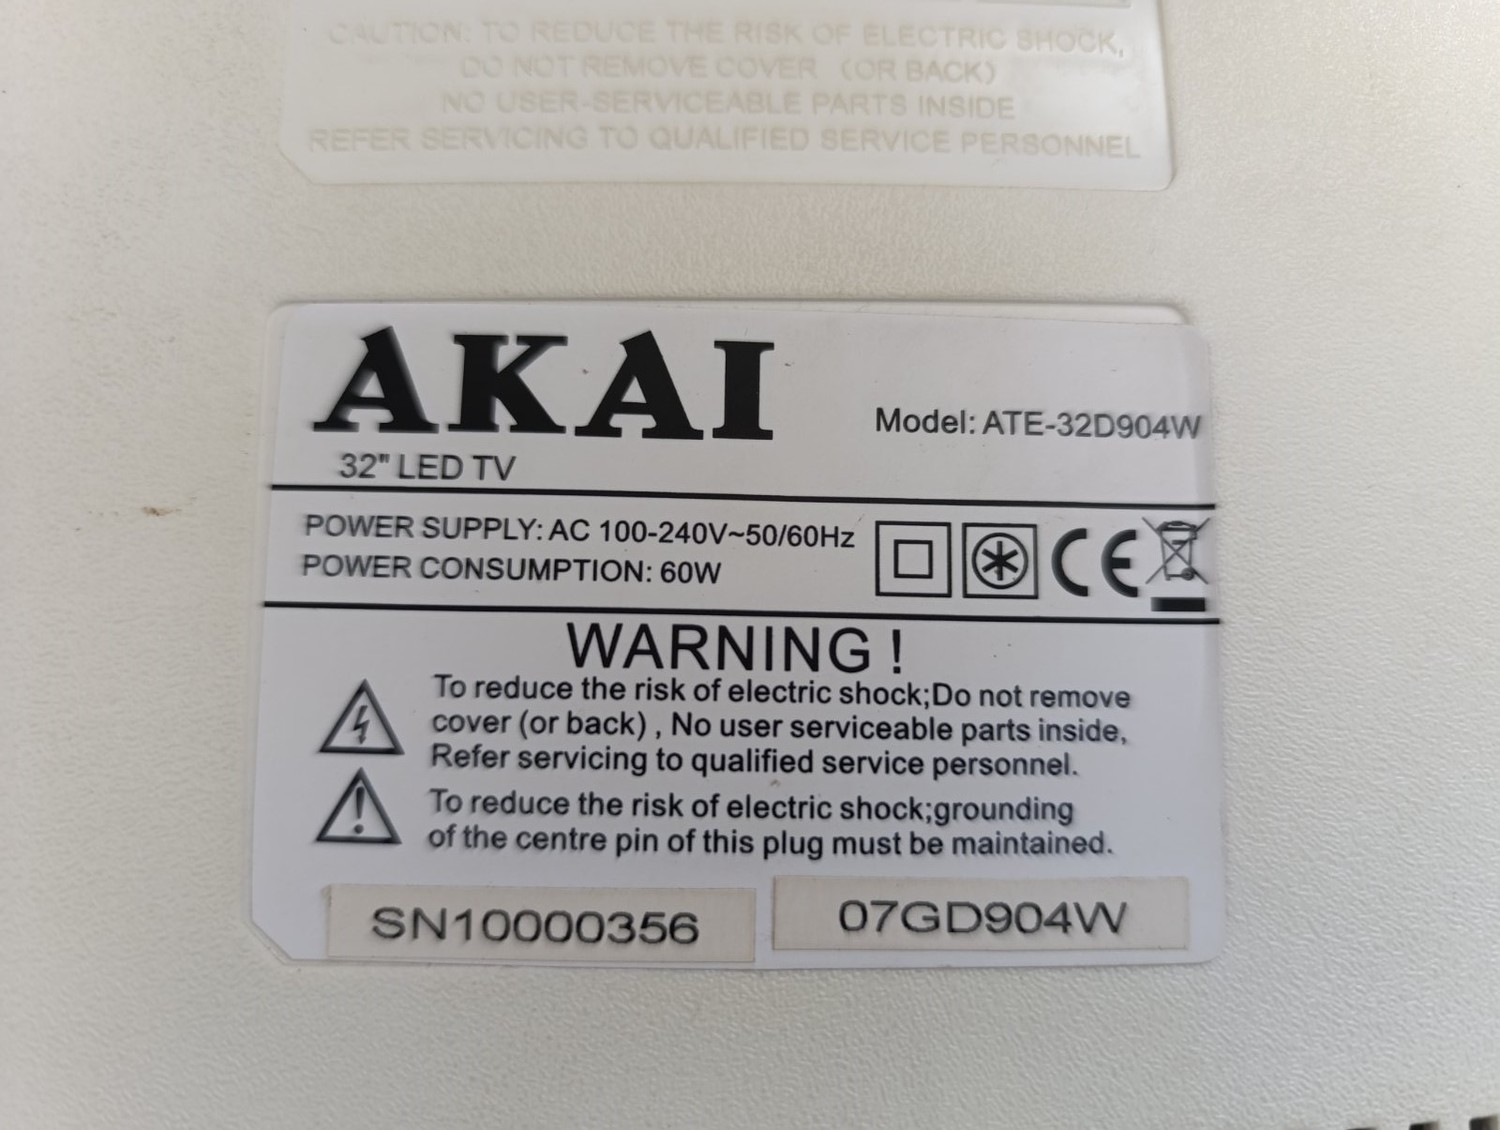 CAUTION: TO REDUCE THE RISK OF ELECTRIC SHOCK,
DO NOT REMOVE COVER (OR BACK)
NO USER-SERVICEABLE PARTS INSIDE
REFER SERVICING TO QUALIFIED SERVICE PERSONNEL
AKAI
Model: ATE-32D904W
32" LED TV
POWER SUPPLY: AC 100-240V~50/60Hz
POWER CONSUMPTION: 60W
CE
WARNING !
To reduce the risk of electric shock;Do not remove
cover (or back) , No user serviceable parts inside,
Refer servicing to qualified service personnel.
To reduce the risk of electric shock;grounding
of the centre pin of this plug must be maintained.
SN10000356
07GD904W